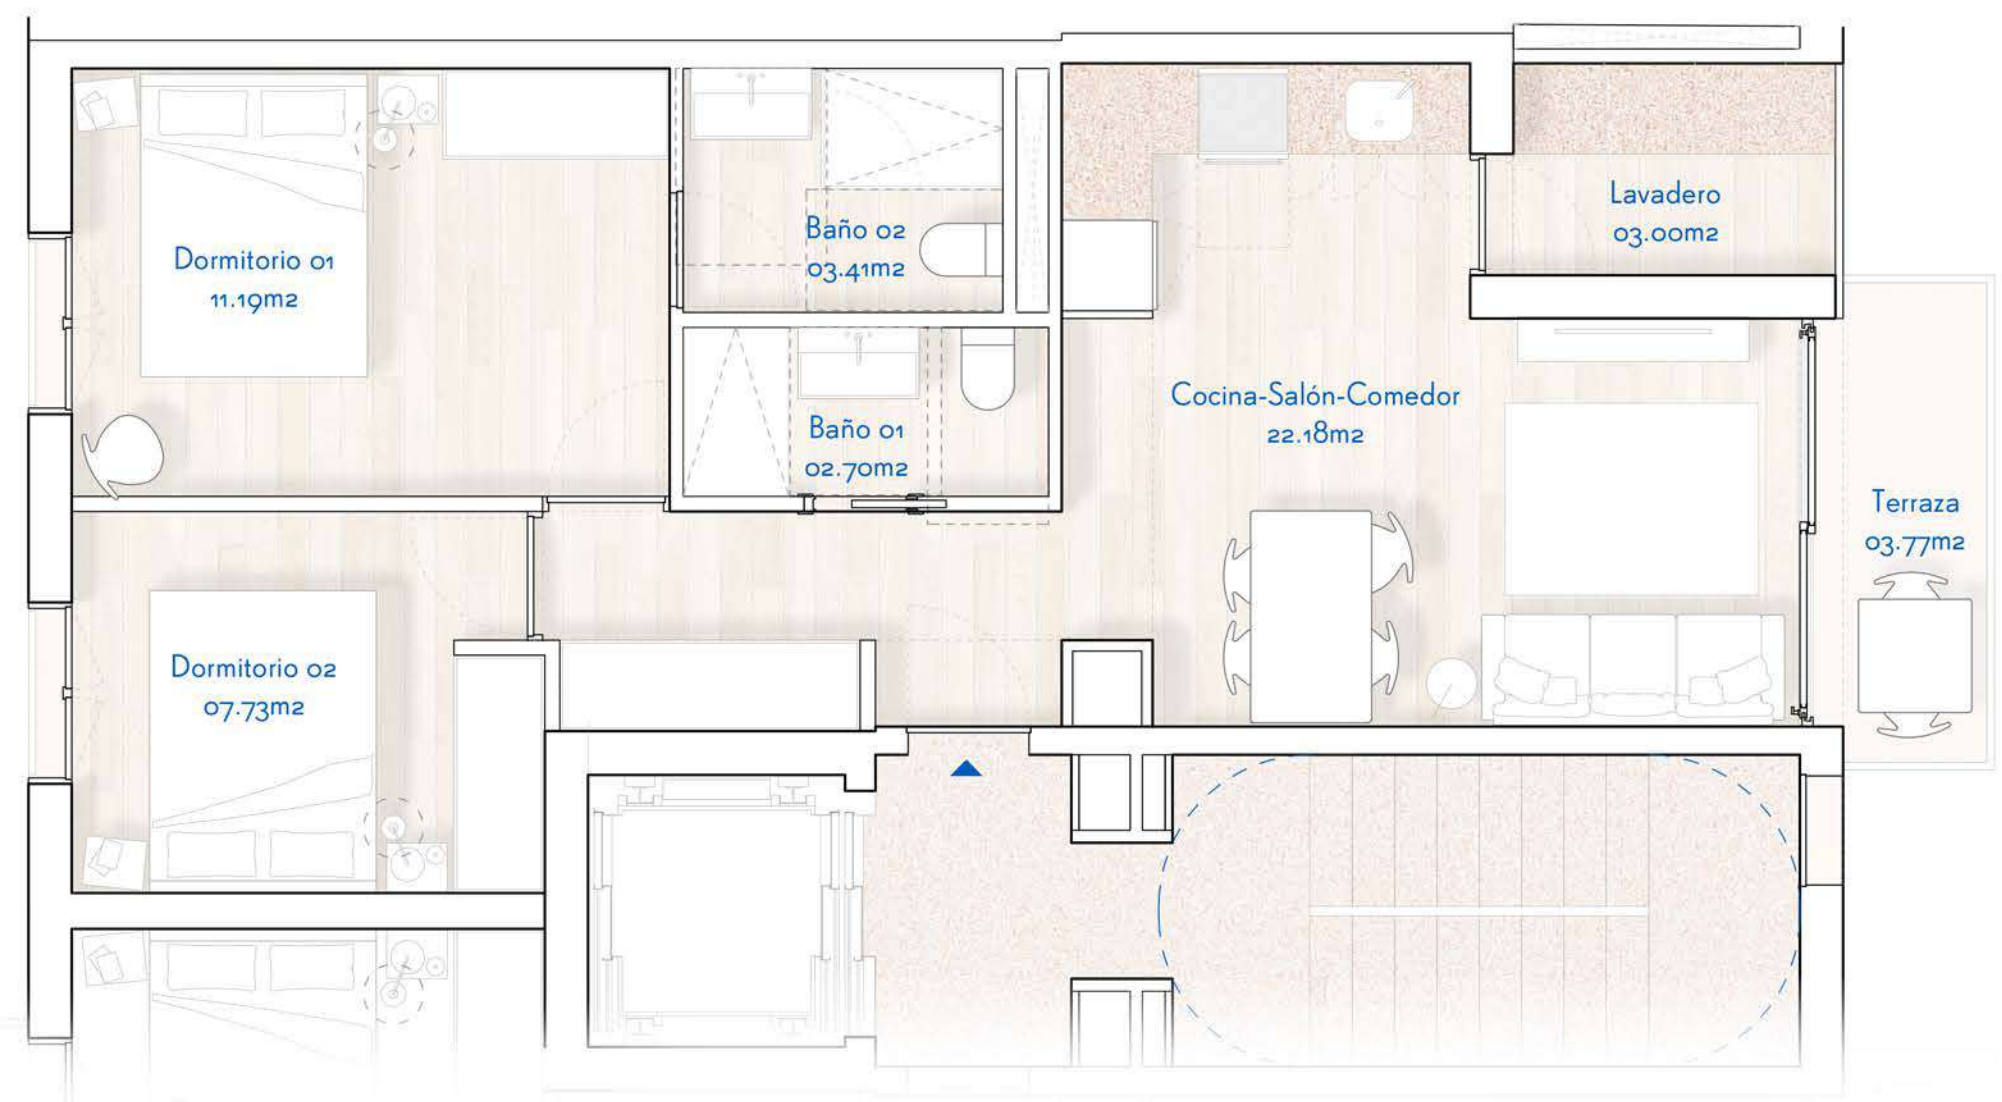 Dormitorio 01
11.19m2
Baño 02
03.41m2
Lavadero
03.00m2
Baño 01
02.70m2
Cocina-Salón-Comedor
22.18m2
Terraza
03.77m2
Dormitorio 02
07.73m2